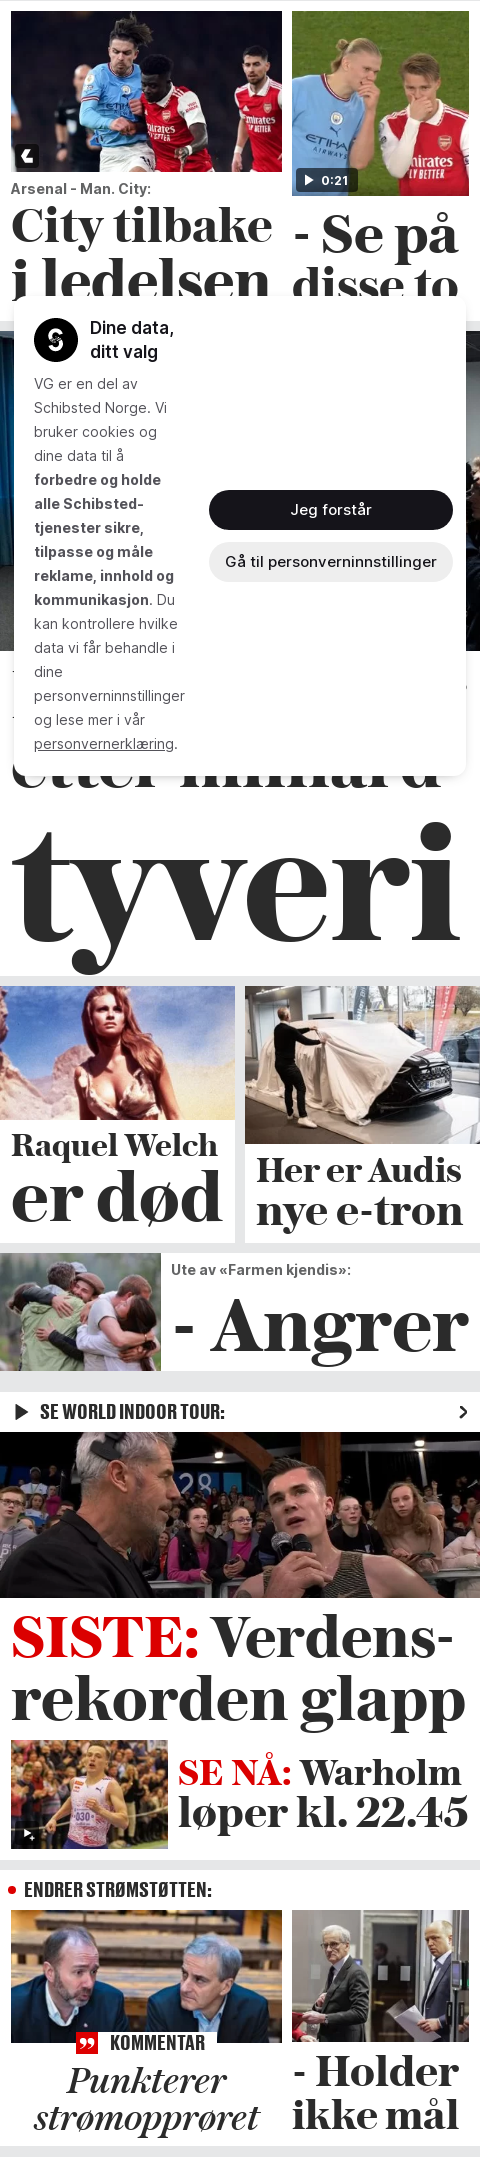 Arsenal - Man. City:
City tilbake
i ledelsen
0:21
- Se på
disse to
Dine data,
ditt valg
VG er en del av
Schibsted Norge. Vi
bruker cookies og
dine data til å
forbedre og holde
alle Schibsted-
tjenester sikre,
tilpasse og måle
reklame, innhold og
kommunikasjon. Du
kan kontrollere hvilke
data vi får behandle i
dine
personverninnstillinger
og lese mer i vår
personvernerklæring.
Jeg forstår
Gå til personverninnstillinger
tyveri
Raquel Welch
er død
Her er Audis
nye e-tron
Ute av «Farmen kjendis»:
- Angrer
SE WORLD INDOOR TOUR:
28
SISTE: Verdens-
rekorden glapp
SE NÅ: Warholm
løper kl. 22.45
ENDRER STRØMSTØTTEN:
KOMMENTAR
Punkterer
strømopprøret
- Holder
ikke mål